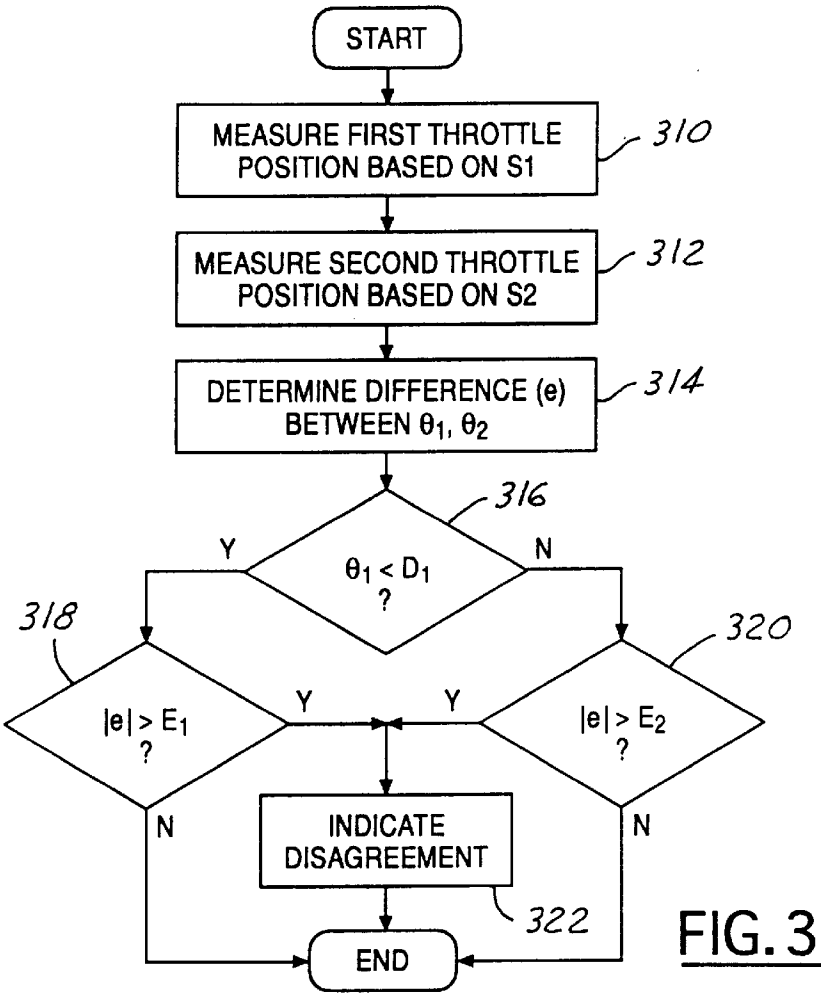 START
MEASURE FIRST THROTTLE
POSITION BASED ON S1
310
MEASURE SECOND THROTTLE
POSITION BASED ON S2
312
DETERMINE DIFFERENCE (e)
BETWEEN θ₁, θ₂
314
316
Y
N
θ₁ < D₁
?
318
320
|e| > E₁
?
Y
Y
|e| > E₂
?
N
N
INDICATE
DISAGREEMENT
322
END
FIG. 3